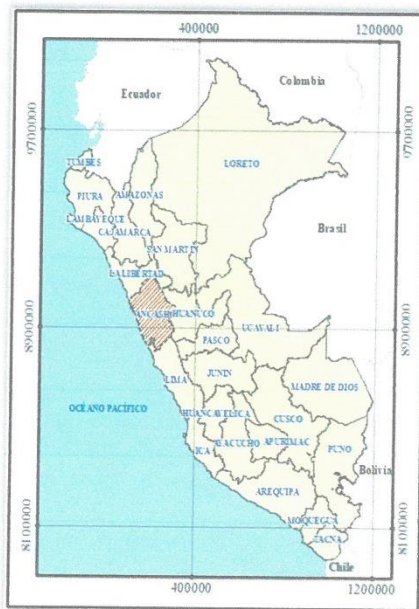 400000 1200000
Colombia
Ecuador
9700000 9700000
TUMBES
LORETO
PIURA AMAZONAS
LAMBAYEQUE
CAJAMARCA
Brasil
SAN MARTIN
LA LIBERTAD
ANCASH HUANUCO
UCAYALI
8900000 8900000
PASCO
LIMA JUNIN
MADRE DE DIOS
OCÉANO PACÍFICO
HUANCAVELICA
CUSCO
AYACUCHO APURIMAC
ICA PUNO
Bolivia
AREQUIPA
MOQUEGUA
8100000 8100000
TACNA
Chile
400000 1200000